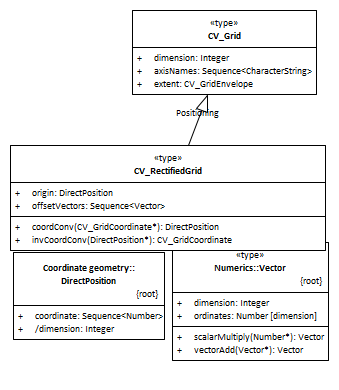 «type»
CV_Grid
+ dimension: Integer
+ axisNames: Sequence<CharacterString>
+ extent: CV_GridEnvelope
Positioning
«type»
CV_RectifiedGrid
+ origin: DirectPosition
+ offsetVectors: Sequence<Vector>
+ coordConv(CV_GridCoordinate*): DirectPosition
+ invCoordConv(DirectPosition*): CV_GridCoordinate
Coordinate geometry::
DirectPosition
{root}
+ coordinate: Sequence<Number>
+ /dimension: Integer
«type»
Numerics::Vector
{root}
+ dimension: Integer
+ ordinates: Number [dimension]
+ scalarMultiply(Number*): Vector
+ vectorAdd(Vector*): Vector